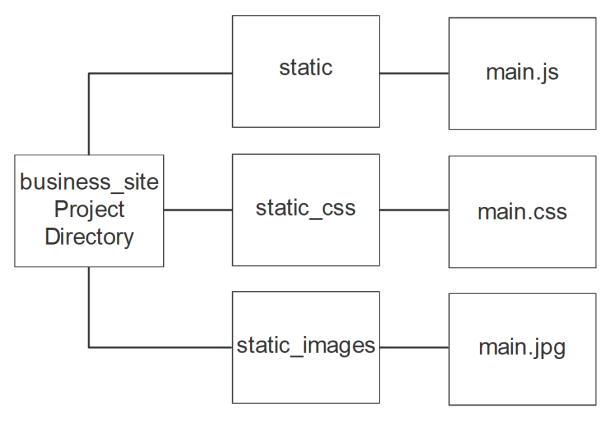 static
main.js
business_site
Project
Directory
static_css
main.css
static_images
main.jpg